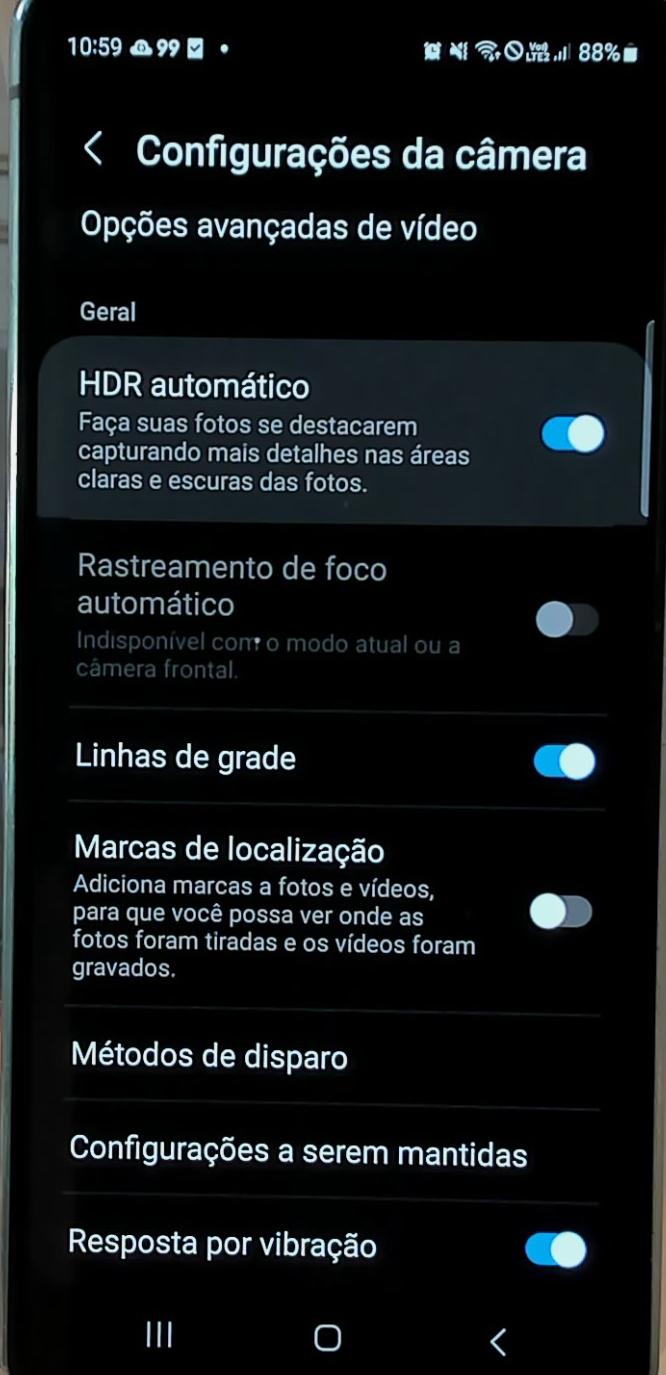 10:59 99
VoI) LTE2 88%
Configurações da câmera
Opções avançadas de vídeo
Geral
HDR automático
Faça suas fotos se destacarem
capturando mais detalhes nas áreas
claras e escuras das fotos.
Rastreamento de foco
automático
Indisponível com o modo atual ou a
câmera frontal.
Linhas de grade
Marcas de localização
Adiciona marcas a fotos e vídeos,
para que você possa ver onde as
fotos foram tiradas e os vídeos foram
gravados.
Métodos de disparo
Configurações a serem mantidas
Resposta por vibração